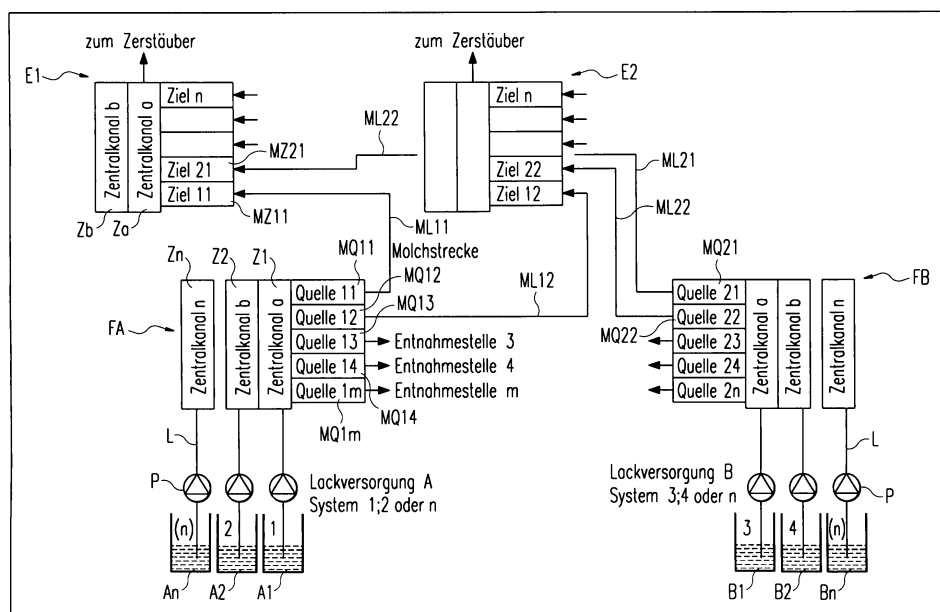 zum Zerstäuber
zum Zerstäuber
E1
E2
Zentralkanal b
Zentralkanal a
Ziel n
Ziel 21
Ziel 11
Zb
Za
MZ21
MZ11
ML22
Ziel n
Ziel 22
Ziel 12
ML21
ML22
ML11
Molchstrecke
Zn
Z2
Z1
MQ11
MQ12
MQ13
ML12
MQ21
FA
FB
Zentralkanal n
Zentralkanal b
Zentralkanal a
Quelle 11
Quelle 12
Quelle 13
Quelle 14
Quelle 1m
Entnahmestelle 3
Entnahmestelle 4
Entnahmestelle m
MQ14
MQ1m
MQ22
Quelle 21
Quelle 22
Quelle 23
Quelle 24
Quelle 2n
Zentralkanal a
Zentralkanal b
Zentralkanal n
L
L
P
P
Lackversorgung A
System 1;2 oder n
Lackversorgung B
System 3;4 oder n
(n)
2
1
3
4
(n)
An
A2
A1
B1
B2
Bn